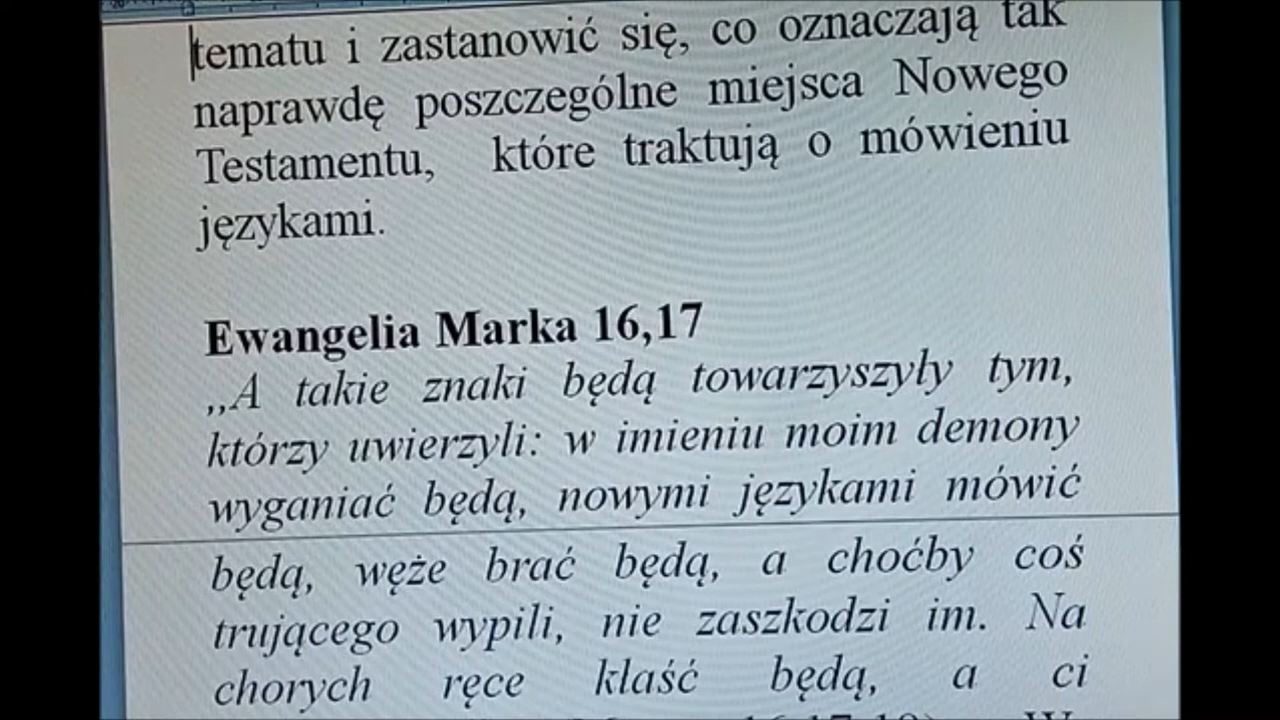 tematu i zastanowić się, co oznaczają tak
naprawdę poszczególne miejsca Nowego
Testamentu, które traktują o mówieniu
językami.
Ewangelia Marka 16,17
,,A takie znaki będą towarzyszyły tym,
którzy uwierzyli: w imieniu moim demony
wyganiać będą, nowymi językami mówić
będą, węże brać będą, a choćby coś
trującego wypili, nie zaszkodzi im. Na
chorych ręce klaść będą, a ci